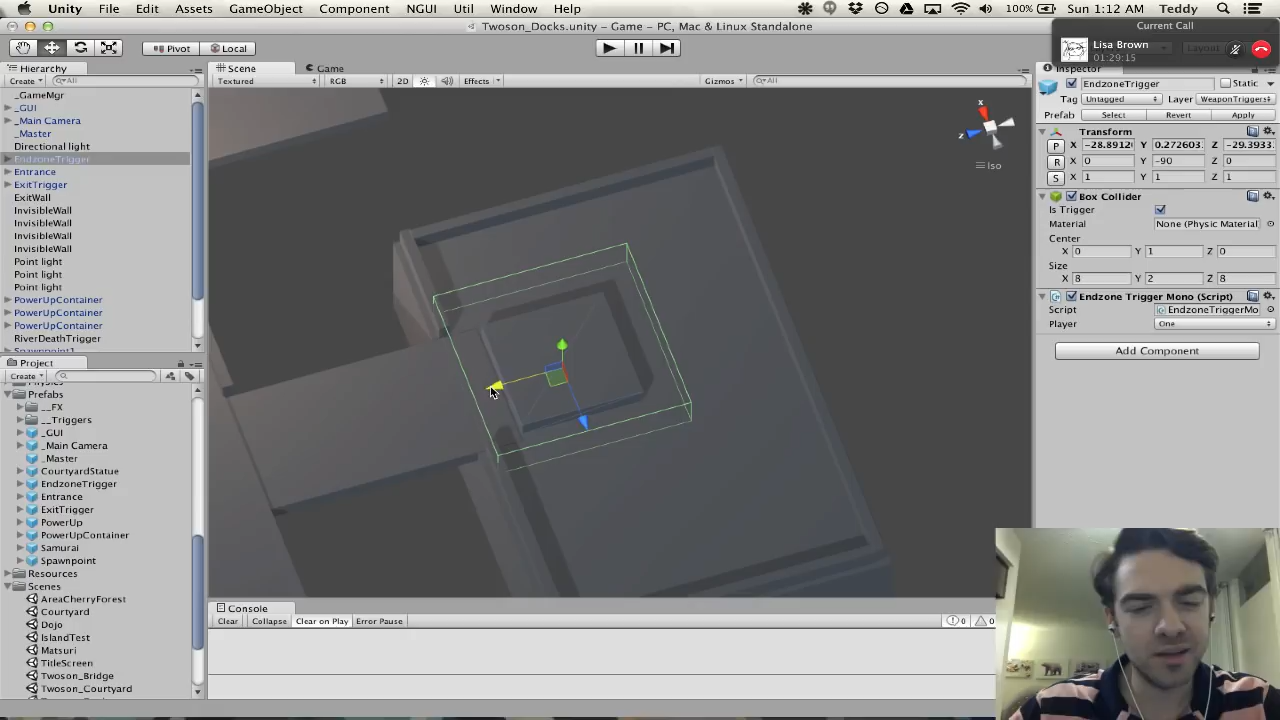 Unity File Edit Assets GameObject Component NGUI Util Window Help 100% Sun 1:12 AM Teddy
Twoson_Docks.unity - Game - PC, Mac & Linux Standalone
Current Call
Lisa Brown
01:29:15
Layout
Pivot Local
Hierarchy
Create All
_GameMgr
_GUI
_Main Camera
_Master
Directional light
EndzoneTrigger
Entrance
ExitTrigger
ExitWall
InvisibleWall
InvisibleWall
InvisibleWall
InvisibleWall
Point light
Point light
Point light
PowerUpContainer
PowerUpContainer
PowerUpContainer
RiverDeathTrigger
Spawnpoint1
Project
Create
Prefabs
__FX
__Triggers
_GUI
_Main Camera
_Master
CourtyardStatue
EndzoneTrigger
Entrance
ExitTrigger
PowerUp
PowerUpContainer
Samurai
Spawnpoint
Resources
Scenes
AreaCherryForest
Courtyard
Dojo
IslandTest
Matsuri
TitleScreen
Twoson_Bridge
Twoson_Courtyard
Scene Game
Textured RGB 2D Effects Gizmos All
x
z
Iso
Console
Clear Collapse Clear on Play Error Pause 0 0
Inspector
EndzoneTrigger Static
Tag Untagged Layer WeaponTriggers
Prefab Select Revert Apply
Transform
P X -28.8912 Y 0.272603 Z -29.3933
R X 0 Y -90 Z 0
S X 1 Y 1 Z 1
Box Collider
Is Trigger
Material None (Physic Material
Center
X 0 Y 1 Z 0
Size
X 8 Y 2 Z 8
Endzone Trigger Mono (Script)
Script EndzoneTriggerMo
Player One
Add Component